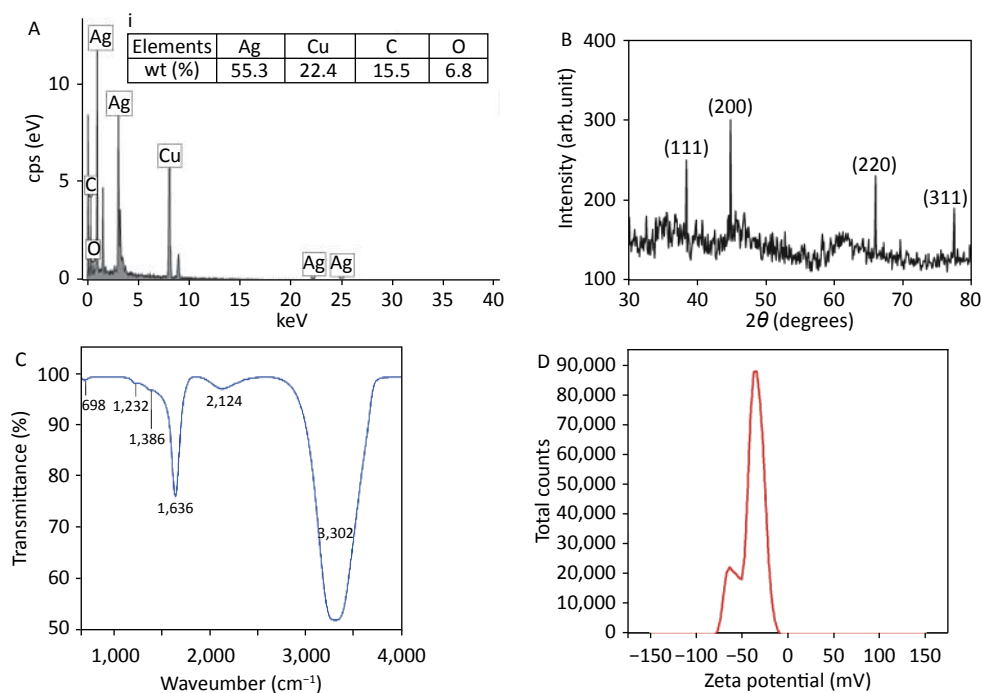 A
i
Elements Ag Cu C O
wt (%) 55.3 22.4 15.5 6.8
Ag
Ag
Cu
C
O
Ag Ag
10
5
0
cps (eV)
0 5 10 15 20 25 30 35 40
keV
B
400
300
200
100
Intensity (arb.unit)
(111)
(200)
(220)
(311)
30 40 50 60 70 80
2θ (degrees)
C
100
90
80
70
60
50
Transmittance (%)
698
1,232
1,386
1,636
2,124
3,302
1,000 2,000 3,000 4,000
Waveumber (cm⁻¹)
D
90,000
80,000
70,000
60,000
50,000
40,000
30,000
20,000
10,000
0
Total counts
−150 −100 −50 0 50 100 150
Zeta potential (mV)